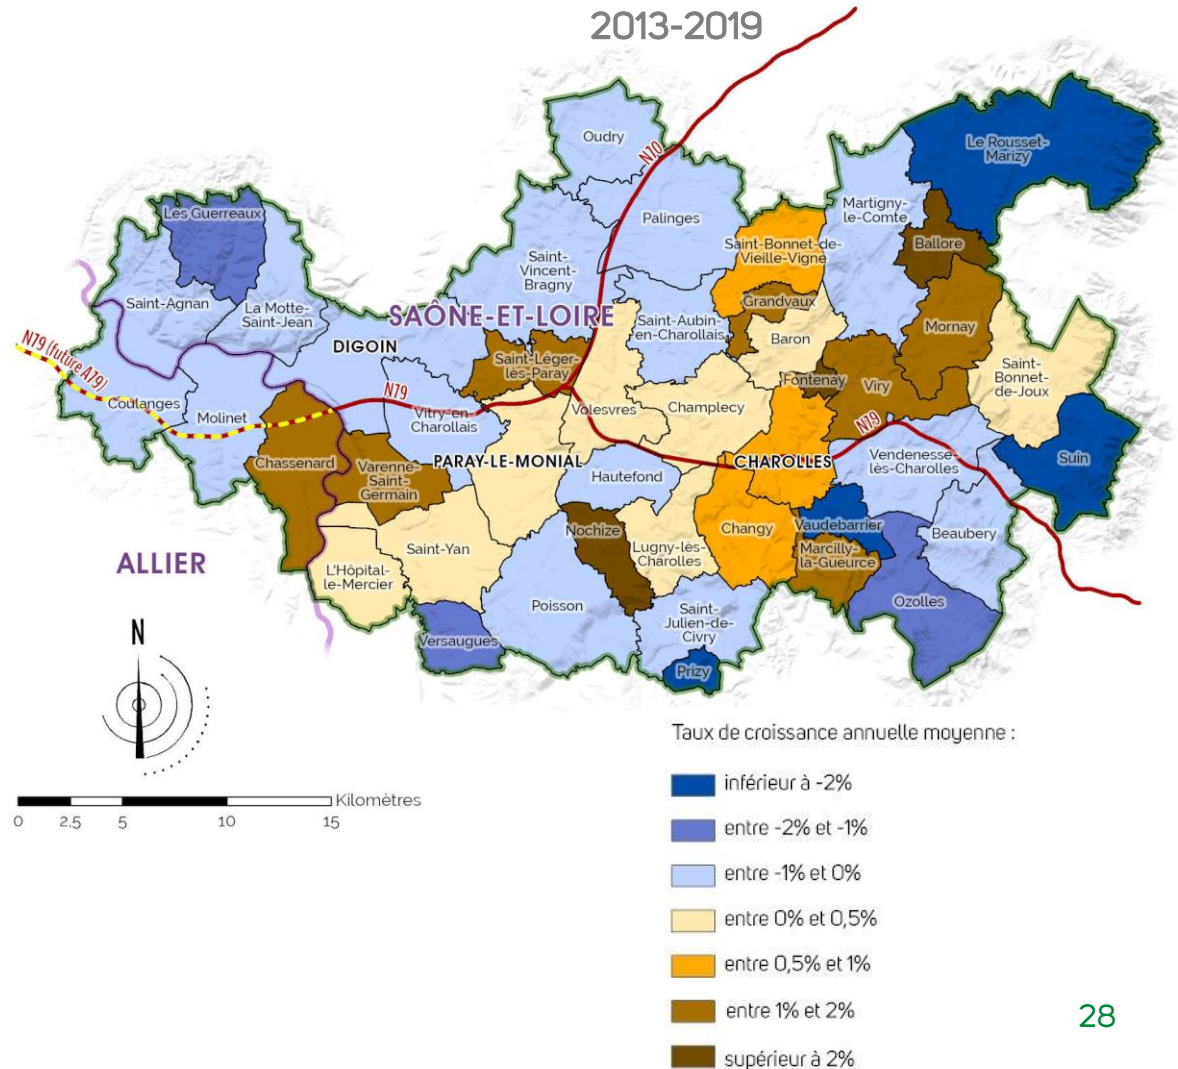 2013-2019
Oudry
N70
Le Rousset-
Marizy
Les Guerreaux
Palinges
Martigny-
le-Comte
Saint-Bonnet-de-
Vieille-Vigne
Ballore
Saint-
Vincent-
Bragny
Saint-Agnan
La Motte-
Saint-Jean
Grandvaux
SAÔNE-ET-LOIRE
Saint-Aubin-
en-Charollais
Mornay
Baron
DIGOIN
N79 (future A79)
Saint-Léger-
lès-Paray
Saint-
Bonnet-
de-Joux
Fontenay
Viry
N79
Coulanges
Molinet
Vitry-en-
Charollais
Volesvres
Champlecy
N79
Chassenard
Varenne-
Saint-
Germain
PARAY-LE-MONIAL
CHAROLLES
Vendenesse-
lès-Charolles
Suin
Hautefond
Nochize
Changy
Vaudebarrier
Beaubery
Saint-Yan
Lugny-lès-
Charolles
Marcilly-
la-Gueurce
ALLIER
L'Hôpital-
le-Mercier
Poisson
Ozolles
Saint-
Julien-de-
Civry
Versaugues
Prizy
N
Kilomètres
0 2,5 5 10 15
Taux de croissance annuelle moyenne :
inférieur à -2%
entre -2% et -1%
entre -1% et 0%
entre 0% et 0,5%
entre 0,5% et 1%
entre 1% et 2%
supérieur à 2%
28